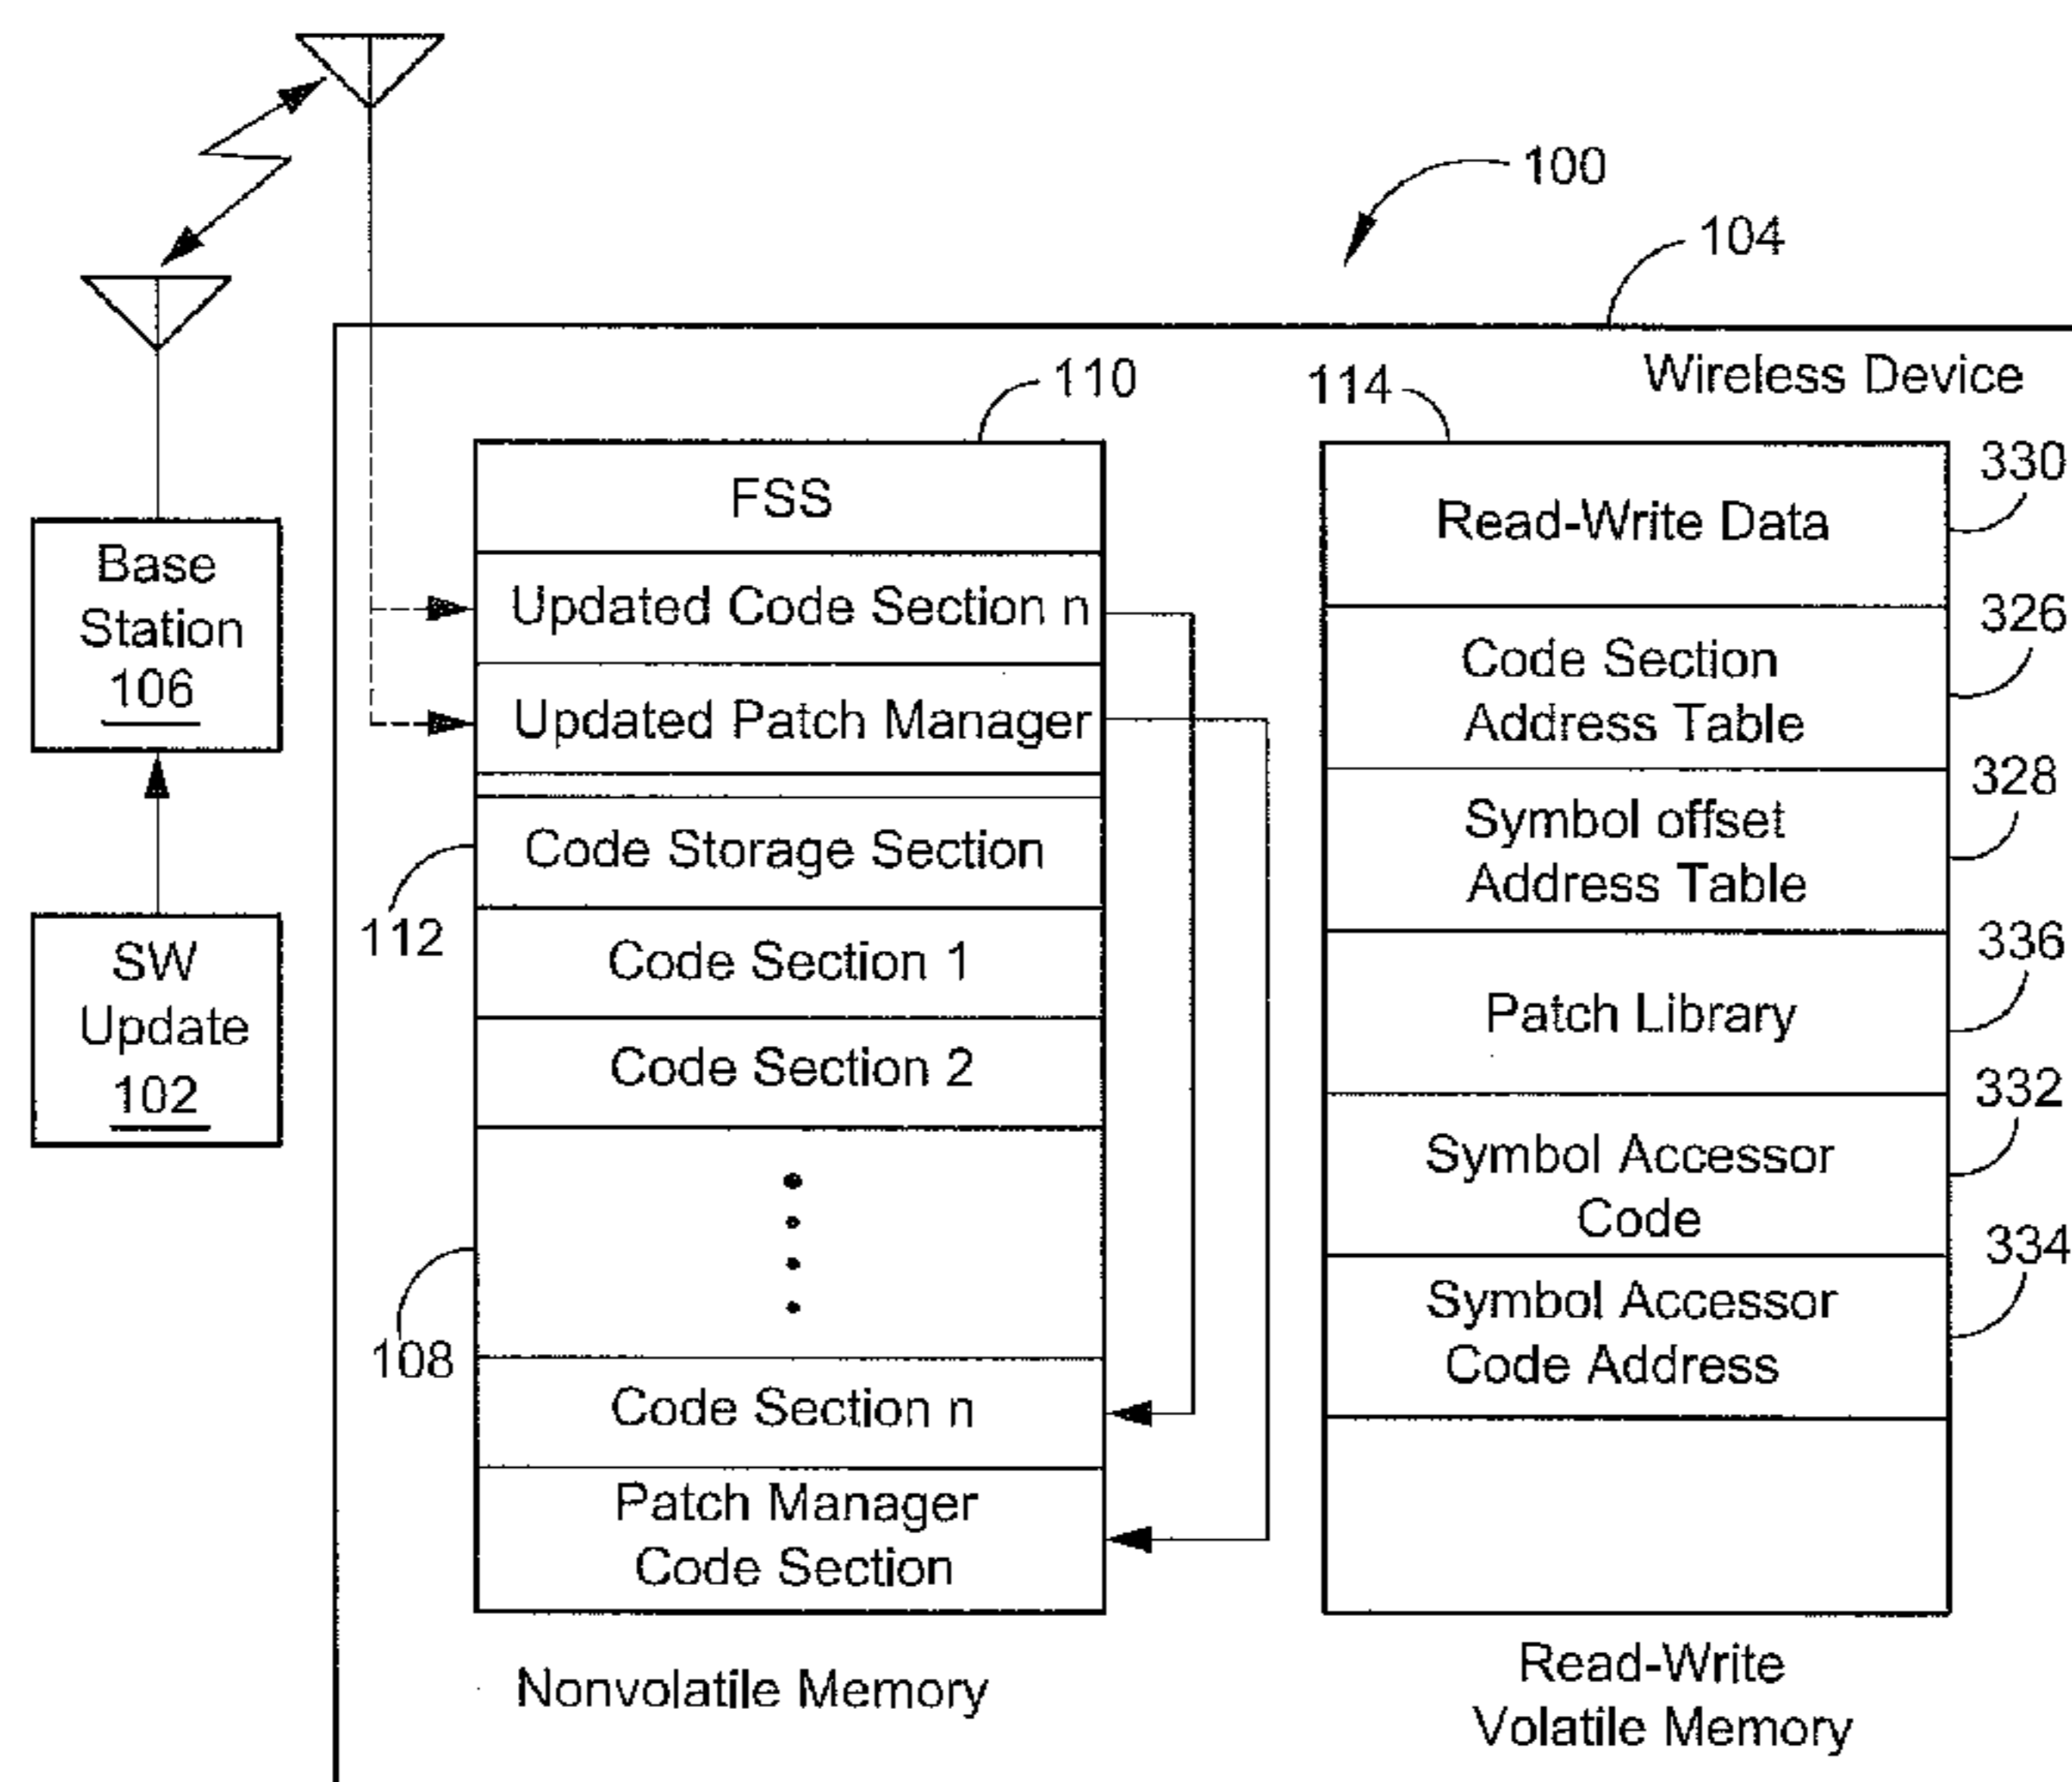 100
104
Wireless Device
110
114
FSS
Updated Code Section n
Updated Patch Manager
Code Storage Section
112
Code Section 1
Code Section 2
108
Code Section n
Patch Manager
Code Section
Nonvolatile Memory
Base
Station
106
SW
Update
102
Read-Write Data
330
Code Section
Address Table
326
Symbol offset
Address Table
328
Patch Library
336
Symbol Accessor
Code
332
Symbol Accessor
Code Address
334
Read-Write
Volatile Memory